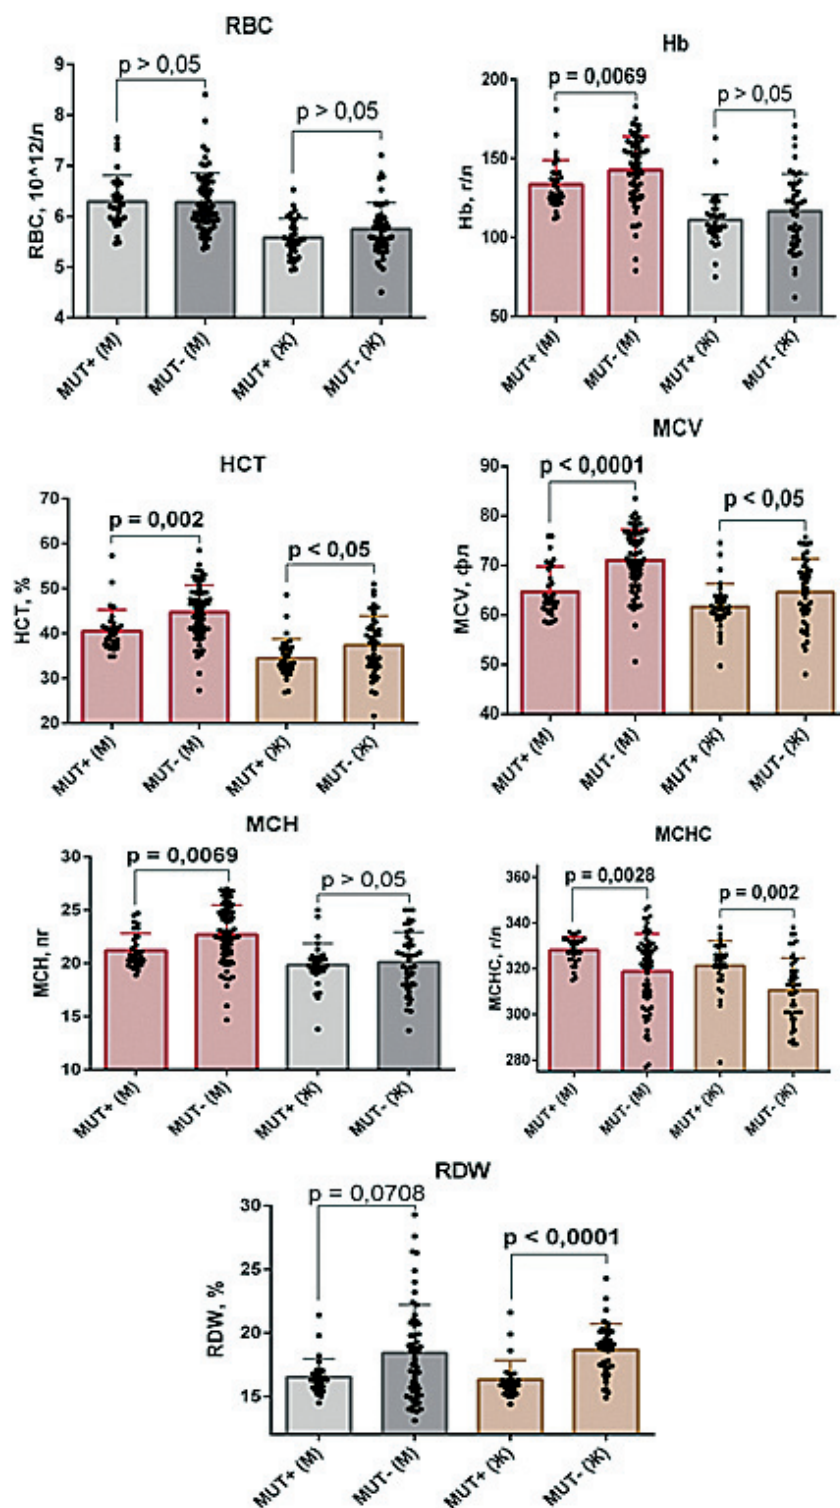 RBC
p > 0,05
p > 0,05
RBC, 10^12/л
9
8
7
6
5
4
MUT+ (М)
MUT- (М)
MUT+ (Ж)
MUT- (Ж)
Hb
p = 0,0069
p > 0,05
Hb, г/л
200
150
100
50
MUT+ (М)
MUT- (М)
MUT+ (Ж)
MUT- (Ж)
HCT
p = 0,002
p < 0,05
HCT, %
70
60
50
40
30
20
MUT+ (М)
MUT- (М)
MUT+ (Ж)
MUT- (Ж)
MCV
p < 0,0001
p < 0,05
MCV, фл
90
80
70
60
50
40
MUT+ (М)
MUT- (М)
MUT+ (Ж)
MUT- (Ж)
MCH
p = 0,0069
p > 0,05
MCH, пг
30
25
20
15
10
MUT+ (М)
MUT- (М)
MUT+ (Ж)
MUT- (Ж)
MCHC
p = 0,0028
p = 0,002
MCHC, г/л
360
340
320
300
280
MUT+ (М)
MUT- (М)
MUT+ (Ж)
MUT- (Ж)
RDW
p = 0,0708
p < 0,0001
RDW, %
30
25
20
15
MUT+ (М)
MUT- (М)
MUT+ (Ж)
MUT- (Ж)